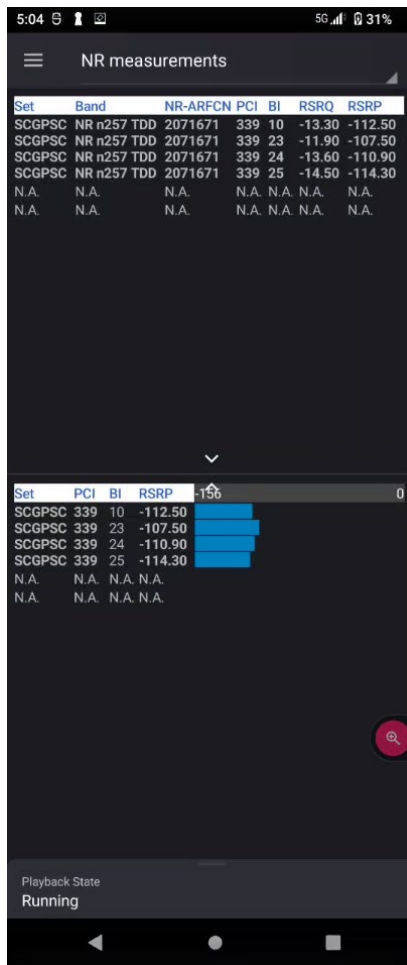 5:04 5G 31%
NR measurements
Set Band NR-ARFCN PCI BI RSRQ RSRP
SCGPSC NR n257 TDD 2071671 339 10 -13.30 -112.50
SCGPSC NR n257 TDD 2071671 339 23 -11.90 -107.50
SCGPSC NR n257 TDD 2071671 339 24 -13.60 -110.90
SCGPSC NR n257 TDD 2071671 339 25 -14.50 -114.30
N.A. N.A. N.A. N.A. N.A. N.A. N.A.
N.A. N.A. N.A. N.A. N.A. N.A. N.A.
Set PCI BI RSRP -156 0
SCGPSC 339 10 -112.50
SCGPSC 339 23 -107.50
SCGPSC 339 24 -110.90
SCGPSC 339 25 -114.30
N.A. N.A. N.A. N.A.
N.A. N.A. N.A. N.A.
Playback State
Running